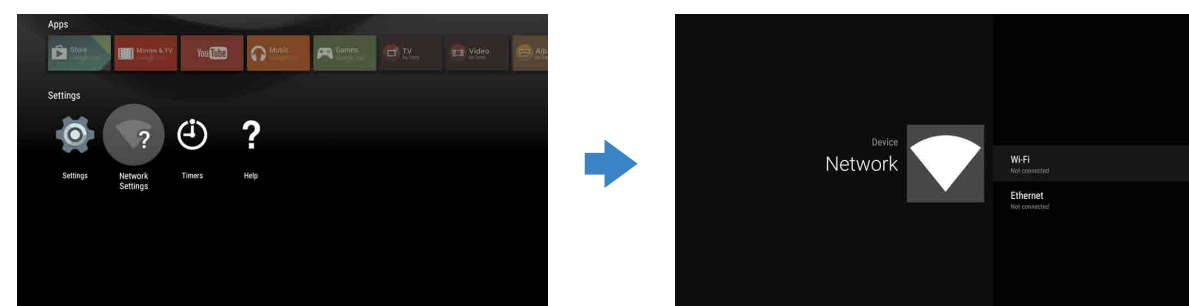 Apps
Store
Movies & TV
YouTube
Music
Games
TV
Video
Settings
Settings
Network
Settings
Timers
Help
Device
Network
Wi-Fi
Not connected
Ethernet
Not connected